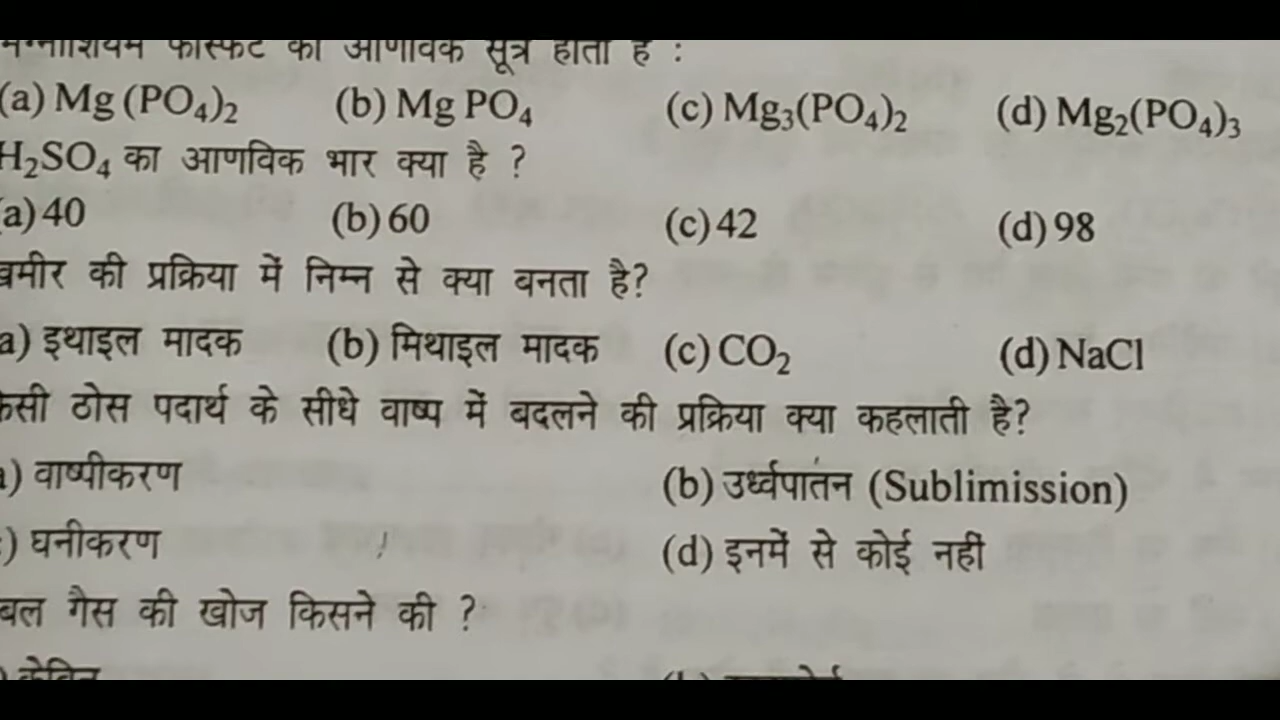 फॉस्फेट का आणविक सूत्र होता है :
(a) Mg (PO₄)₂ (b) Mg PO₄ (c) Mg₃(PO₄)₂ (d) Mg₂(PO₄)₃
H₂SO₄ का आणविक भार क्या है ?
a) 40 (b) 60 (c) 42 (d) 98
की प्रक्रिया में निम्न से क्या बनता है?
a) इथाइल मादक (b) मिथाइल मादक (c) CO₂ (d) NaCl
ठोस पदार्थ के सीधे वाष्प में बदलने की प्रक्रिया क्या कहलाती है?
) वाष्पीकरण (b) उर्ध्वपातन (Sublimission)
) घनीकरण (d) इनमें से कोई नहीं
गैस की खोज किसने की ?